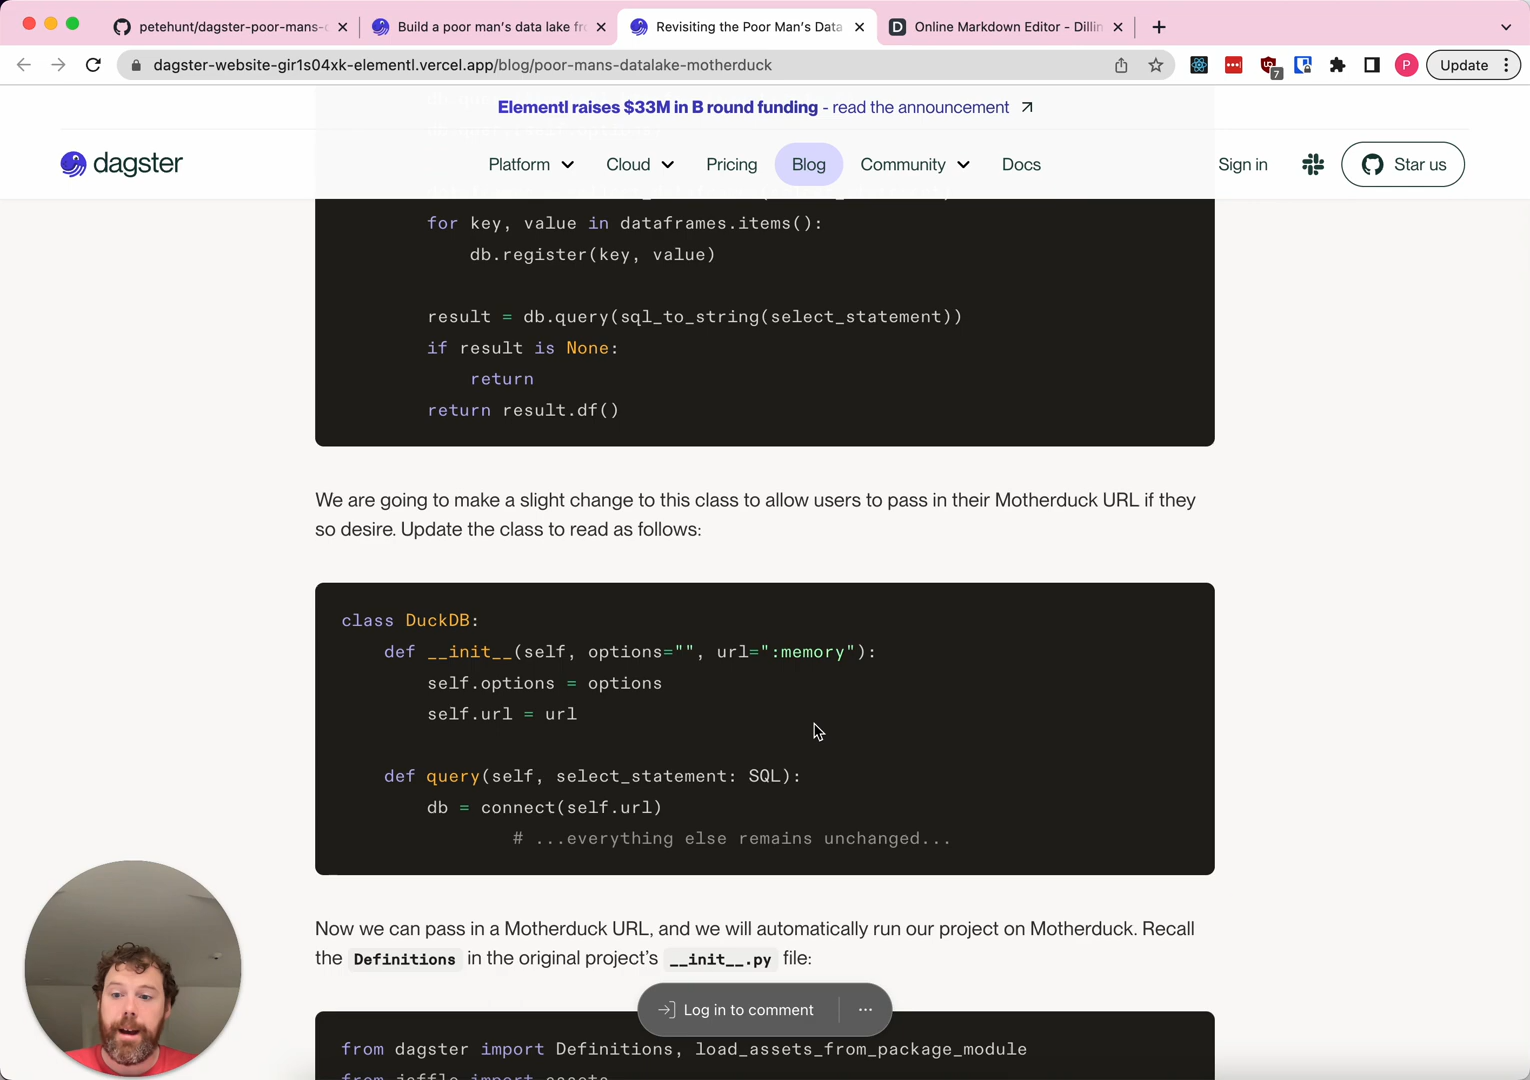 petehunt/dagster-poor-mans-
Build a poor man's data lake fr
Revisiting the Poor Man's Data
Online Markdown Editor - Dillin
dagster-website-gir1s04xk-elementl.vercel.app/blog/poor-mans-datalake-motherduck
7
P
Update
Elementl raises $33M in B round funding - read the announcement
dagster
Platform
Cloud
Pricing
Blog
Community
Docs
Sign in
Star us
for key, value in dataframes.items():
db.register(key, value)
result = db.query(sql_to_string(select_statement))
if result is None:
return
return result.df()
We are going to make a slight change to this class to allow users to pass in their Motherduck URL if they
so desire. Update the class to read as follows:
class DuckDB:
def __init__(self, options="", url=":memory"):
self.options = options
self.url = url
def query(self, select_statement: SQL):
db = connect(self.url)
# ...everything else remains unchanged...
Now we can pass in a Motherduck URL, and we will automatically run our project on Motherduck. Recall
the Definitions in the original project's __init__.py file:
Log in to comment
from dagster import Definitions, load_assets_from_package_module
from jaffle import assets